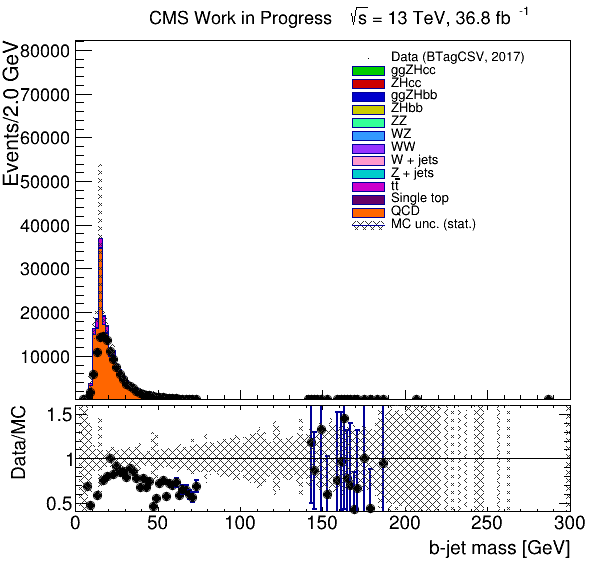 CMS Work in Progress √s = 13 TeV, 36.8 fb -1
Events/2.0 GeV
80000
70000
60000
50000
40000
30000
20000
10000
Data (BTagCSV, 2017)
ggZHcc
ZHcc
ggZHbb
ZHbb
ZZ
WZ
WW
W + jets
Z + jets
tt̄
Single top
QCD
MC unc. (stat.)
Data/MC
1.5
1
0.5
0 50 100 150 200 250 300
b-jet mass [GeV]